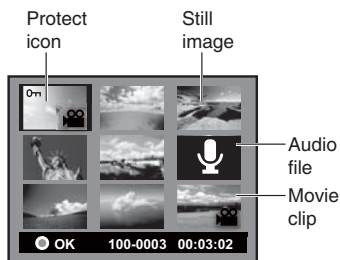 Protect
icon
Still
image
Audio
file
Movie
clip
OK 100-0003 00:03:02